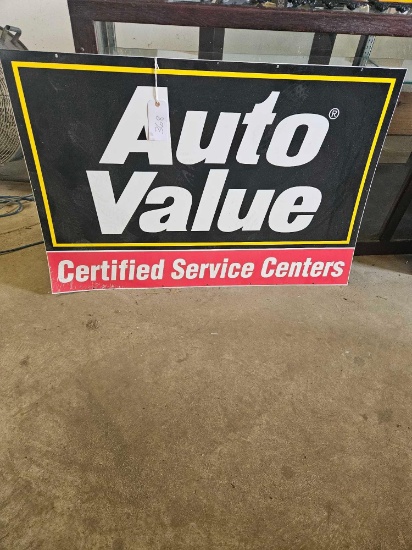 Auto
Value®
Certified Service Centers